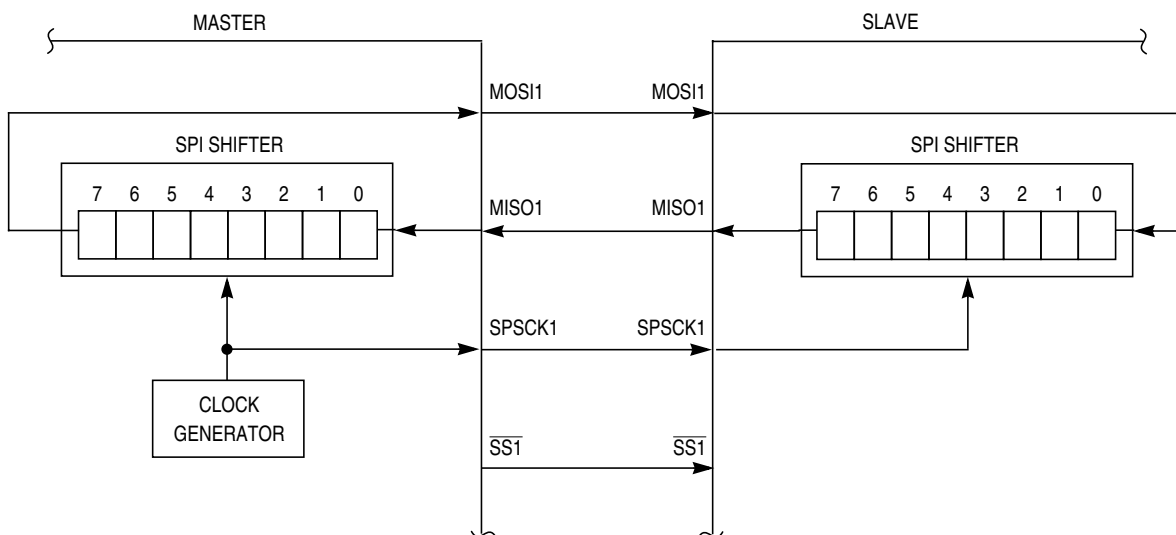 MASTER
SLAVE
MOSI1 MOSI1
SPI SHIFTER SPI SHIFTER
7 6 5 4 3 2 1 0 7 6 5 4 3 2 1 0
MISO1 MISO1
SPSCK1 SPSCK1
CLOCK
GENERATOR
SS1 SS1